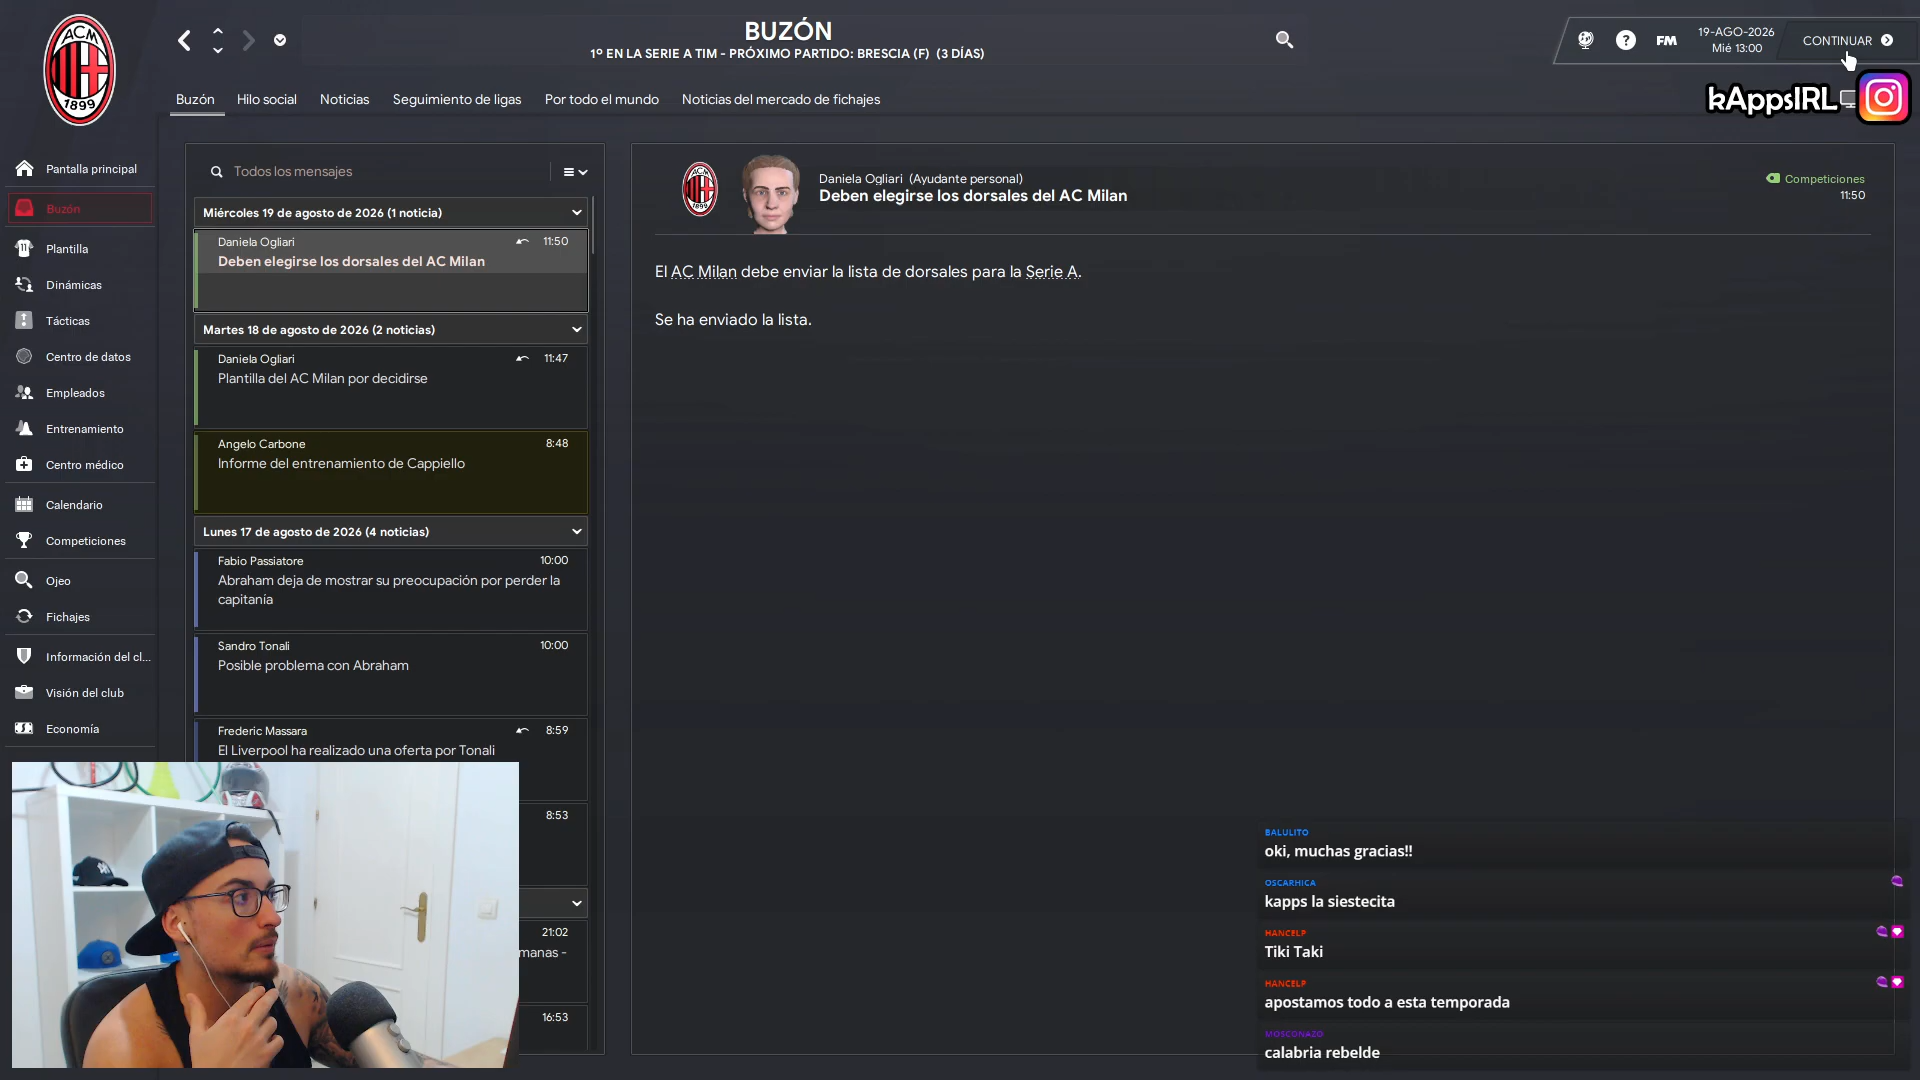 ACM
1899
BUZÓN
1º EN LA SERIE A TIM - PRÓXIMO PARTIDO: BRESCIA (F) (3 DÍAS)
?
FM
19-AGO-2026
Mié 13:00
CONTINUAR
kAppsIRL
Buzón
Hilo social
Noticias
Seguimiento de ligas
Por todo el mundo
Noticias del mercado de fichajes
Pantalla principal
Buzón
Plantilla
Dinámicas
Tácticas
Centro de datos
Empleados
Entrenamiento
Centro médico
Calendario
Competiciones
Ojeo
Fichajes
Información del cl...
Visión del club
Economía
Todos los mensajes
Miércoles 19 de agosto de 2026 (1 noticia)
Daniela Ogliari
11:50
Deben elegirse los dorsales del AC Milan
Martes 18 de agosto de 2026 (2 noticias)
Daniela Ogliari
11:47
Plantilla del AC Milan por decidirse
Angelo Carbone
8:48
Informe del entrenamiento de Cappiello
Lunes 17 de agosto de 2026 (4 noticias)
Fabio Passiatore
10:00
Abraham deja de mostrar su preocupación por perder la
capitanía
Sandro Tonali
10:00
Posible problema con Abraham
Frederic Massara
8:59
El Liverpool ha realizado una oferta por Tonali
8:53
21:02
manas -
16:53
Daniela Ogliari (Ayudante personal)
Deben elegirse los dorsales del AC Milan
Competiciones
11:50
El AC Milan debe enviar la lista de dorsales para la Serie A.
Se ha enviado la lista.
BALULITO
oki, muchas gracias!!
OSCARHICA
kapps la siestecita
HANCELP
Tiki Taki
HANCELP
apostamos todo a esta temporada
MOSCONAZO
calabria rebelde